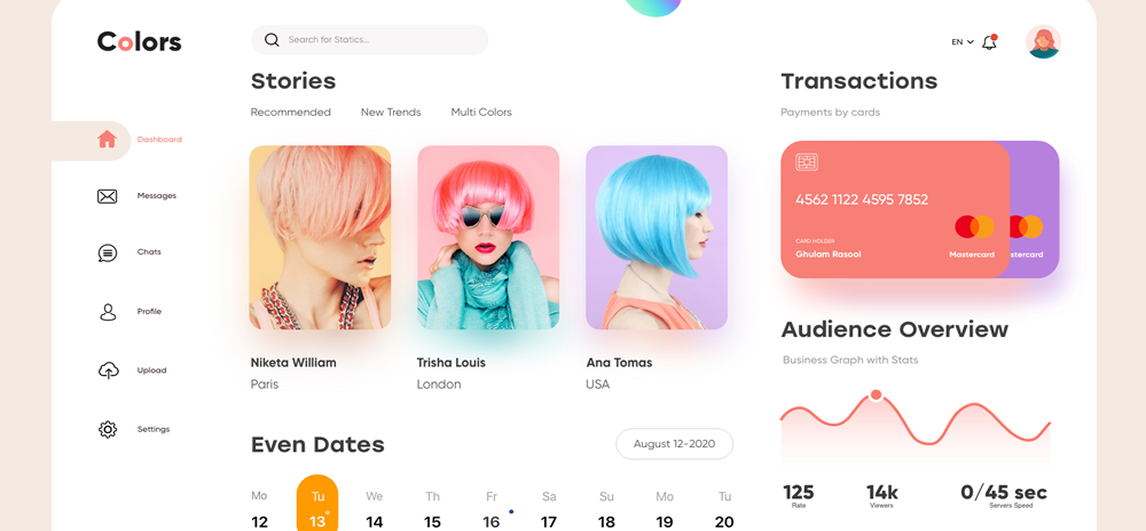 Colors
Search for Statics...
EN
Dashboard
Messages
Chats
Profile
Upload
Settings
Stories
Recommended New Trends Multi Colors
Niketa William
Paris
Trisha Louis
London
Ana Tomas
USA
Even Dates
August 12-2020
Mo Tu We Th Fr Sa Su Mo Tu
12 13 14 15 16 17 18 19 20
Transactions
Payments by cards
4562 1122 4595 7852
CARD HOLDER
Ghulam Rasool
Mastercard
stercard
Audience Overview
Business Graph with Stats
125
Rate
14k
Viewers
0/45 sec
Servers Speed